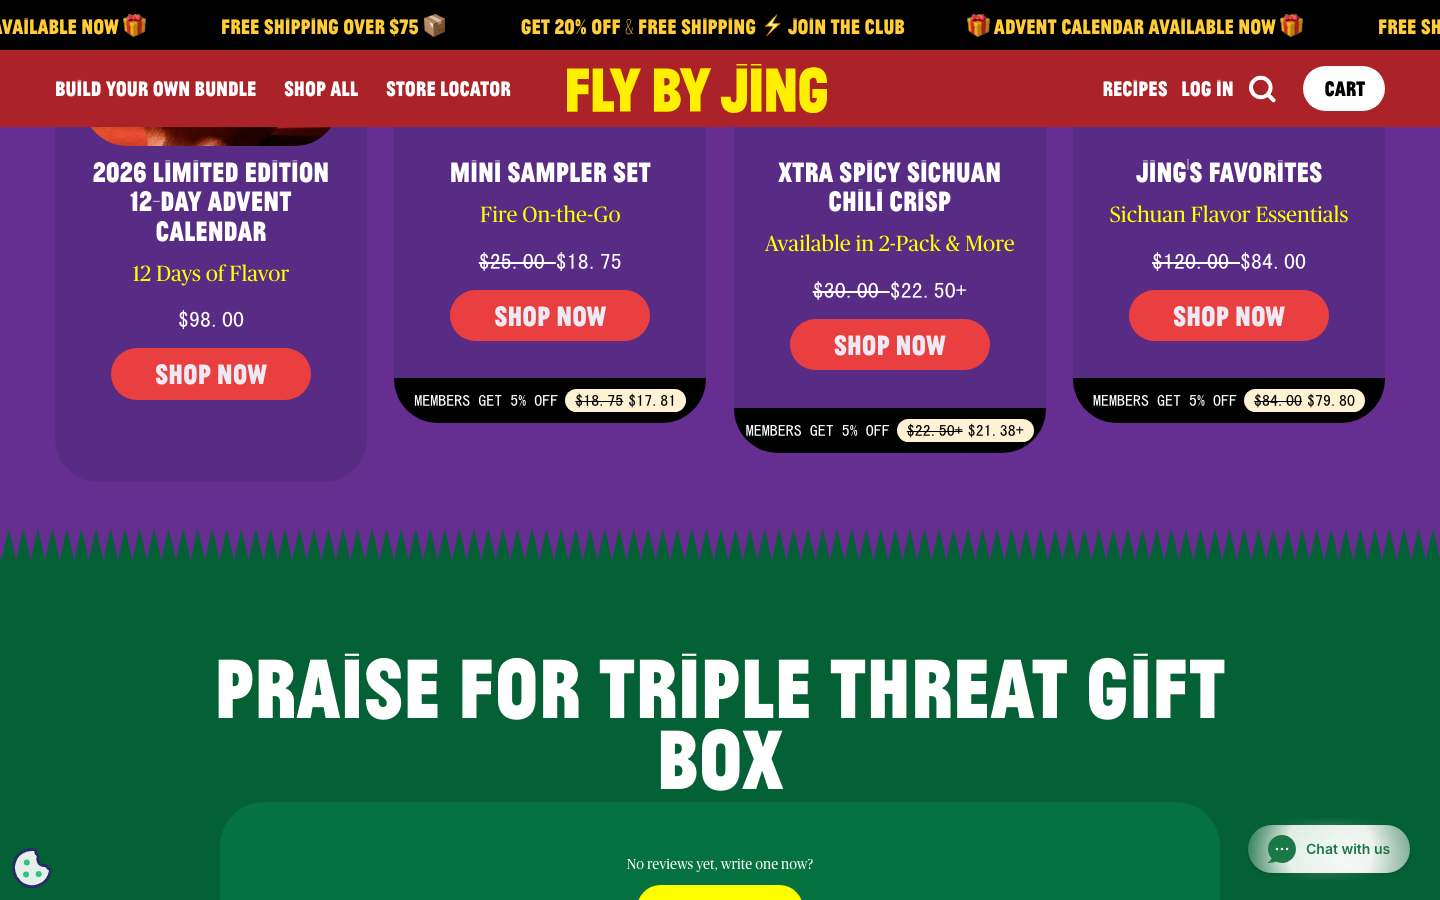 AVAILABLE NOW🎁 FREE SHIPPING OVER $75 📦 GET 20% OFF & FREE SHIPPING ⚡ JOIN THE CLUB 🎁 ADVENT CALENDAR AVAILABLE NOW 🎁 FREE SH
BUILD YOUR OWN BUNDLE SHOP ALL STORE LOCATOR FLY BY JING RECIPES LOG IN CART
2026 LIMITED EDITION
12-DAY ADVENT
CALENDAR
12 Days of Flavor
$98.00
SHOP NOW
MINI SAMPLER SET
Fire On-the-Go
$25.00 $18.75
SHOP NOW
MEMBERS GET 5% OFF $18.75 $17.81
XTRA SPICY SICHUAN
CHILI CRISP
Available in 2-Pack & More
$30.00 $22.50+
SHOP NOW
MEMBERS GET 5% OFF $22.50+ $21.38+
JING'S FAVORITES
Sichuan Flavor Essentials
$120.00 $84.00
SHOP NOW
MEMBERS GET 5% OFF $84.00 $79.80
PRAISE FOR TRIPLE THREAT GIFT
BOX
No reviews yet, write one now?
Chat with us